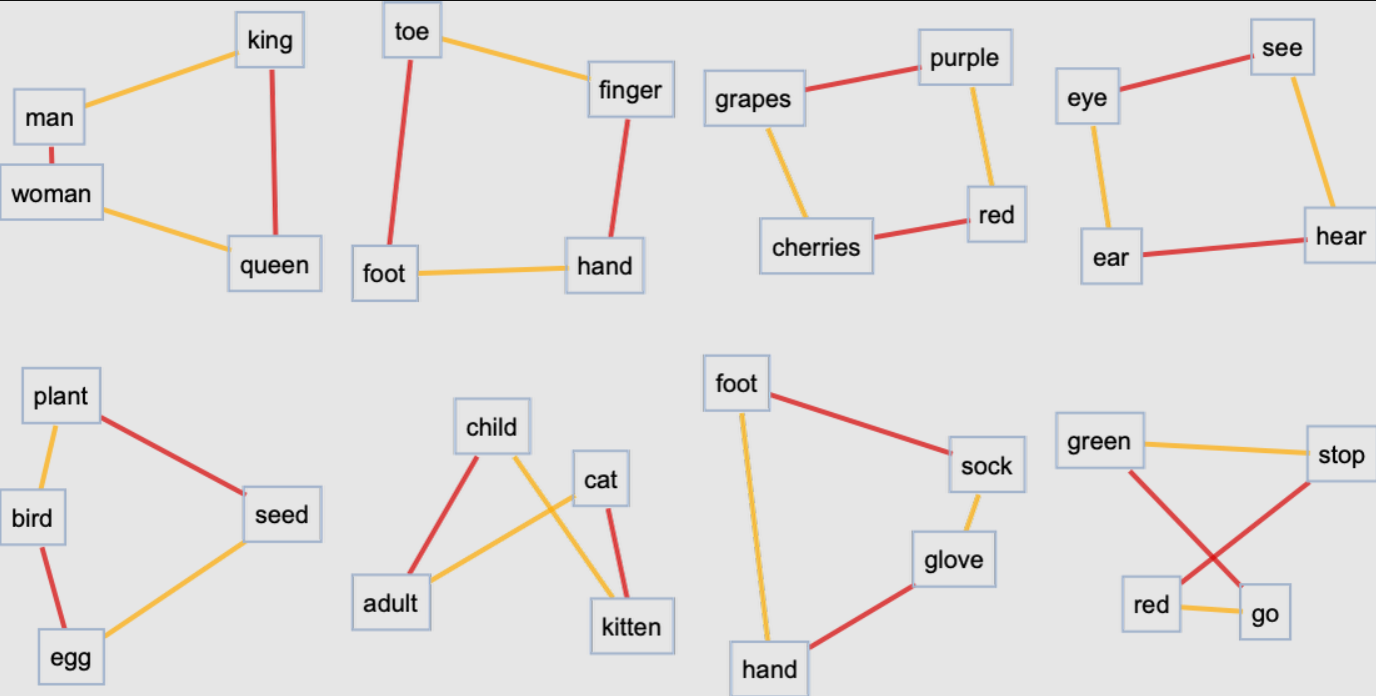 king
man
woman
queen
toe
finger
foot
hand
purple
grapes
red
cherries
see
eye
hear
ear
plant
bird
seed
egg
child
cat
adult
kitten
foot
sock
glove
hand
green
stop
red
go